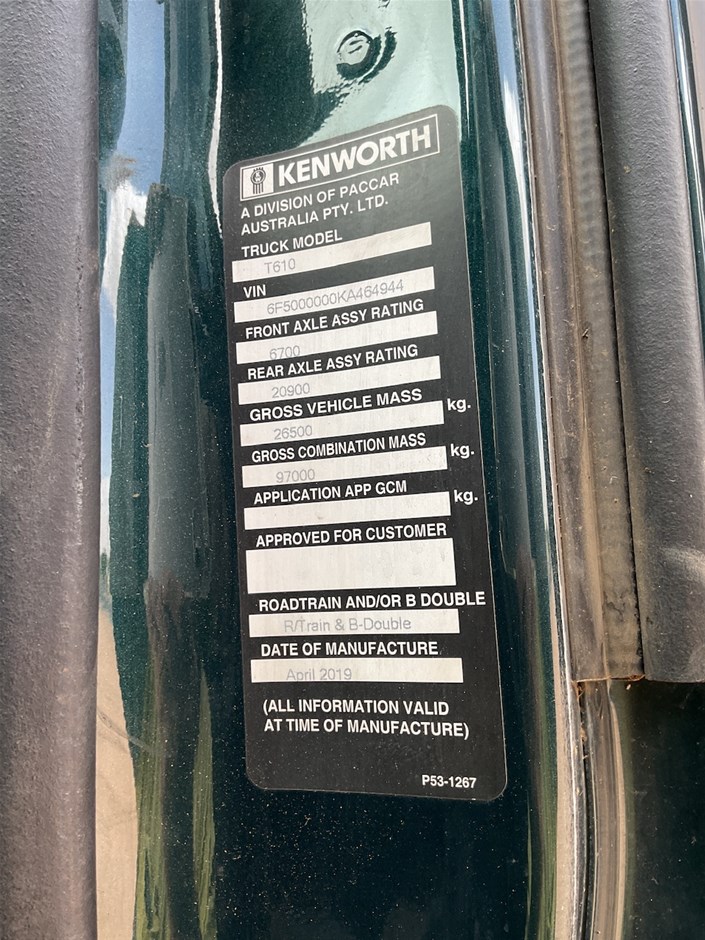 KENWORTH
A DIVISION OF PACCAR
AUSTRALIA PTY. LTD.
TRUCK MODEL
T610
VIN
6F5000000KA464944
FRONT AXLE ASSY RATING
6700
REAR AXLE ASSY RATING
20900
GROSS VEHICLE MASS
26500 kg.
GROSS COMBINATION MASS
97000 kg.
APPLICATION APP GCM
kg.
APPROVED FOR CUSTOMER
ROADTRAIN AND/OR B DOUBLE
R/Train & B-Double
DATE OF MANUFACTURE
April 2019
(ALL INFORMATION VALID
AT TIME OF MANUFACTURE)
P53-1267